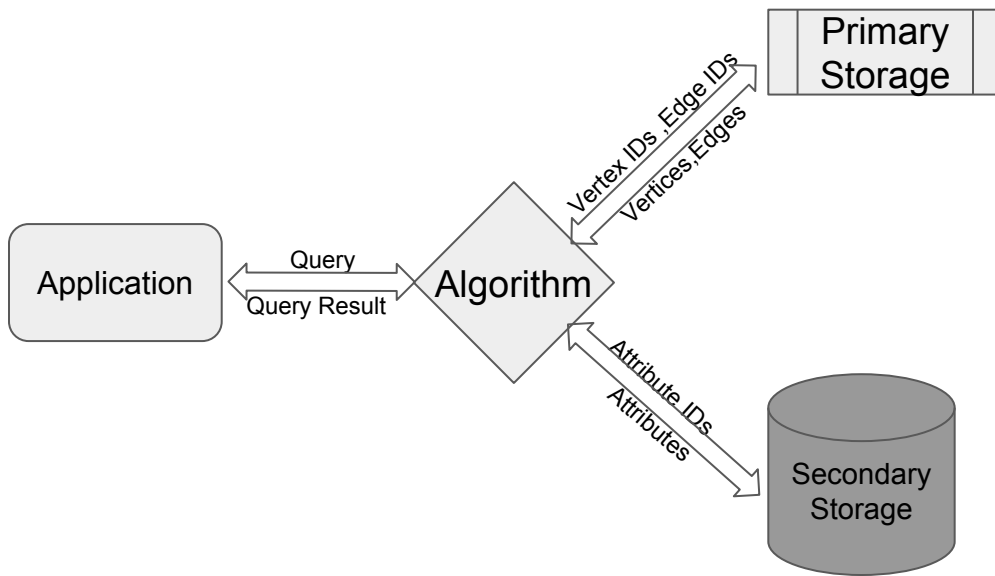 Primary
Storage
Vertex IDs ,Edge IDs
Vertices,Edges
Application
Query
Query Result
Algorithm
Attribute IDs
Attributes
Secondary
Storage